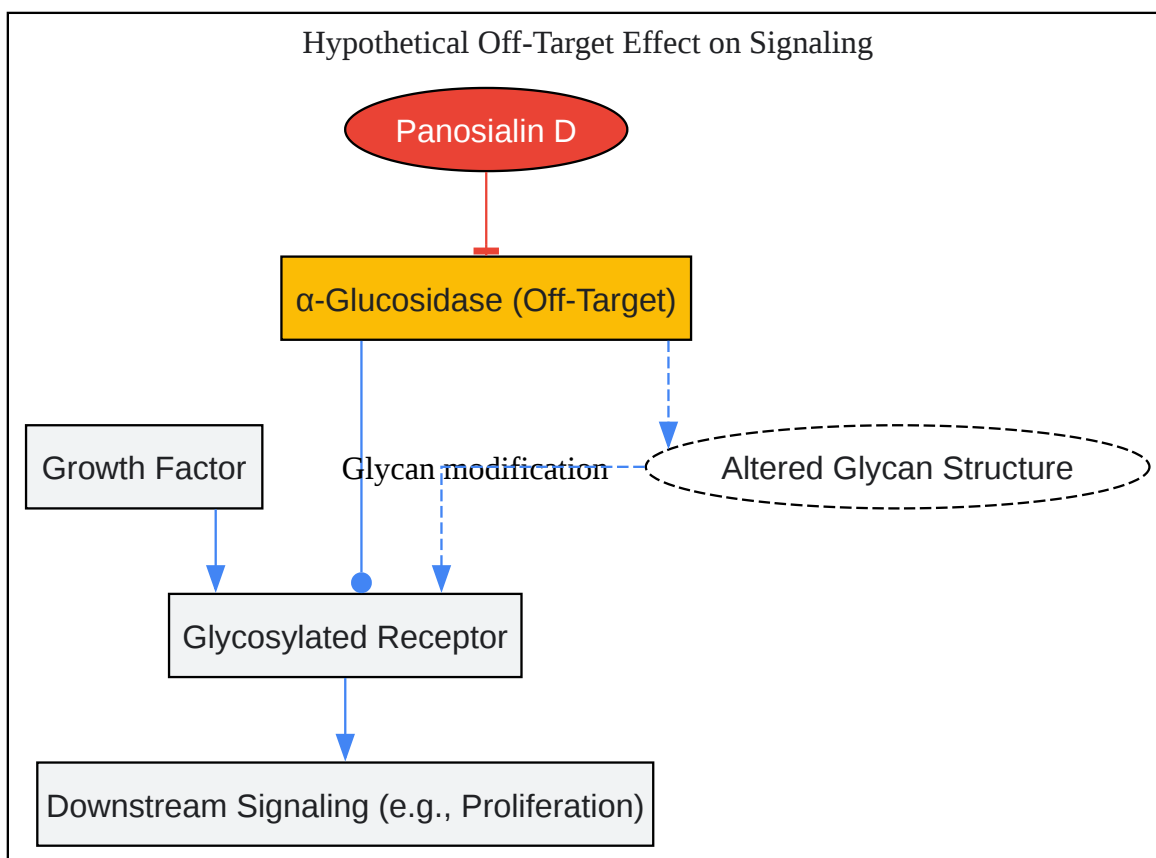 Hypothetical Off-Target Effect on Signaling
Panosialin D
α-Glucosidase (Off-Target)
Growth Factor
Glycan modification
Altered Glycan Structure
Glycosylated Receptor
Downstream Signaling (e.g., Proliferation)